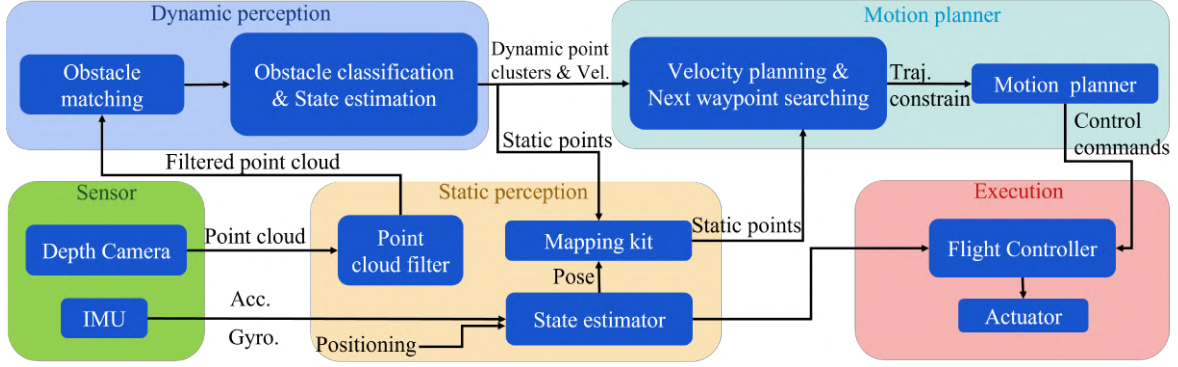 Dynamic perception
Motion planner
Obstacle
matching
Obstacle classification
& State estimation
Dynamic point
clusters & Vel.
Velocity planning &
Next waypoint searching
Traj.
constrain
Motion planner
Control
commands
Static points
Filtered point cloud
Sensor
Static perception
Execution
Depth Camera
Point cloud
Point
cloud filter
Mapping kit
Static points
Flight Controller
Pose
IMU
Acc.
Gyro.
Positioning
State estimator
Actuator